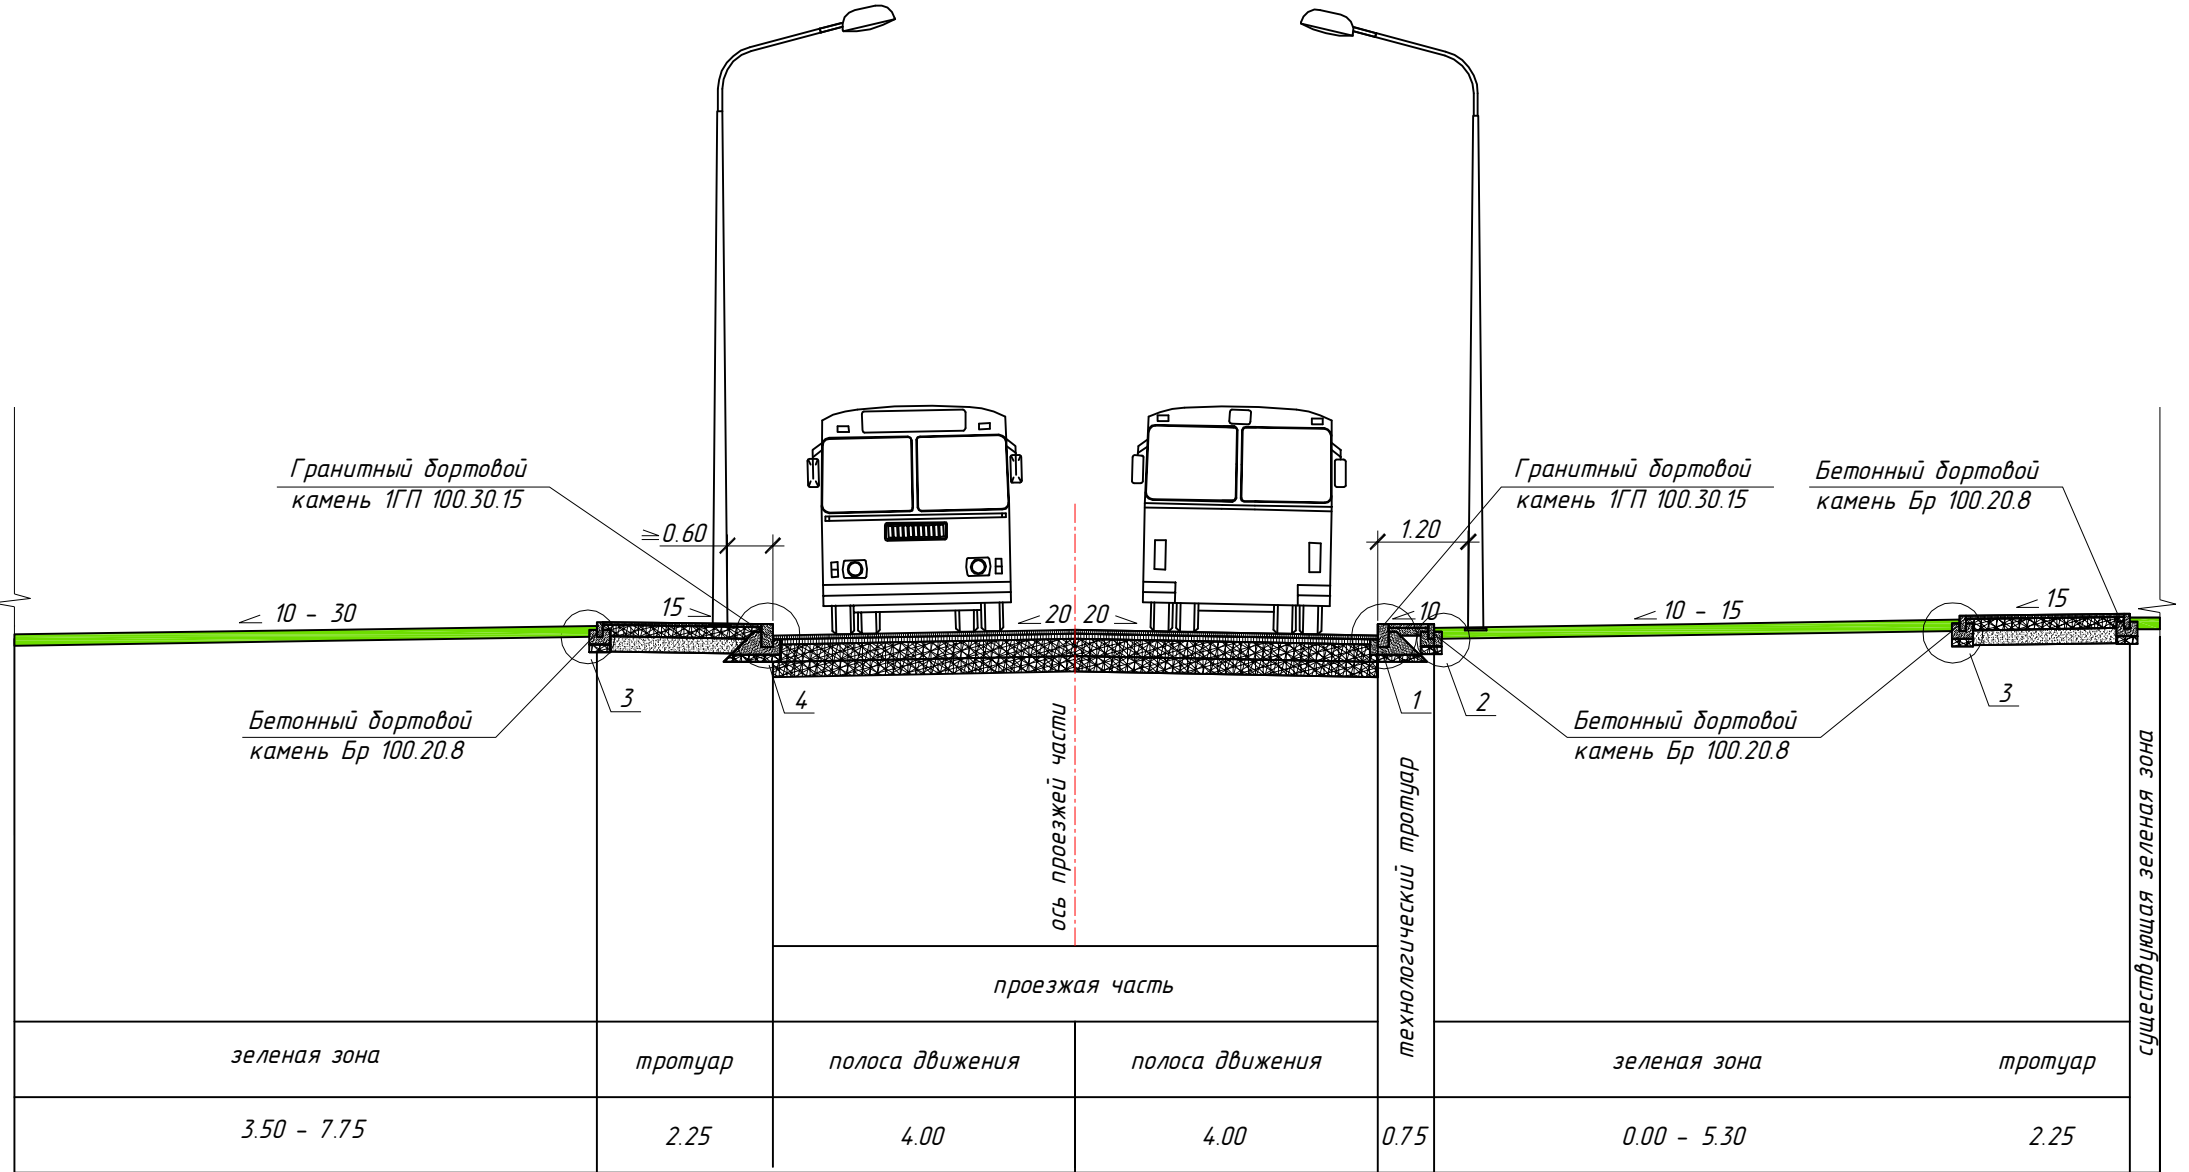 Гранитный бортовой
камень 1ГП 100.30.15
Гранитный бортовой
камень 1ГП 100.30.15
Бетонный бортовой
камень Бр 100.20.8
≥0.60
1.20
10 - 30
15
20 20
10
10 - 15
15
3
4
1
2
3
Бетонный бортовой
камень Бр 100.20.8
Бетонный бортовой
камень Бр 100.20.8
ось проезжей части
технологический тротуар
существующая зеленая зона
проезжая часть
зеленая зона
тротуар
полоса движения
полоса движения
зеленая зона
тротуар
3.50 - 7.75
2.25
4.00
4.00
0.75
0.00 - 5.30
2.25